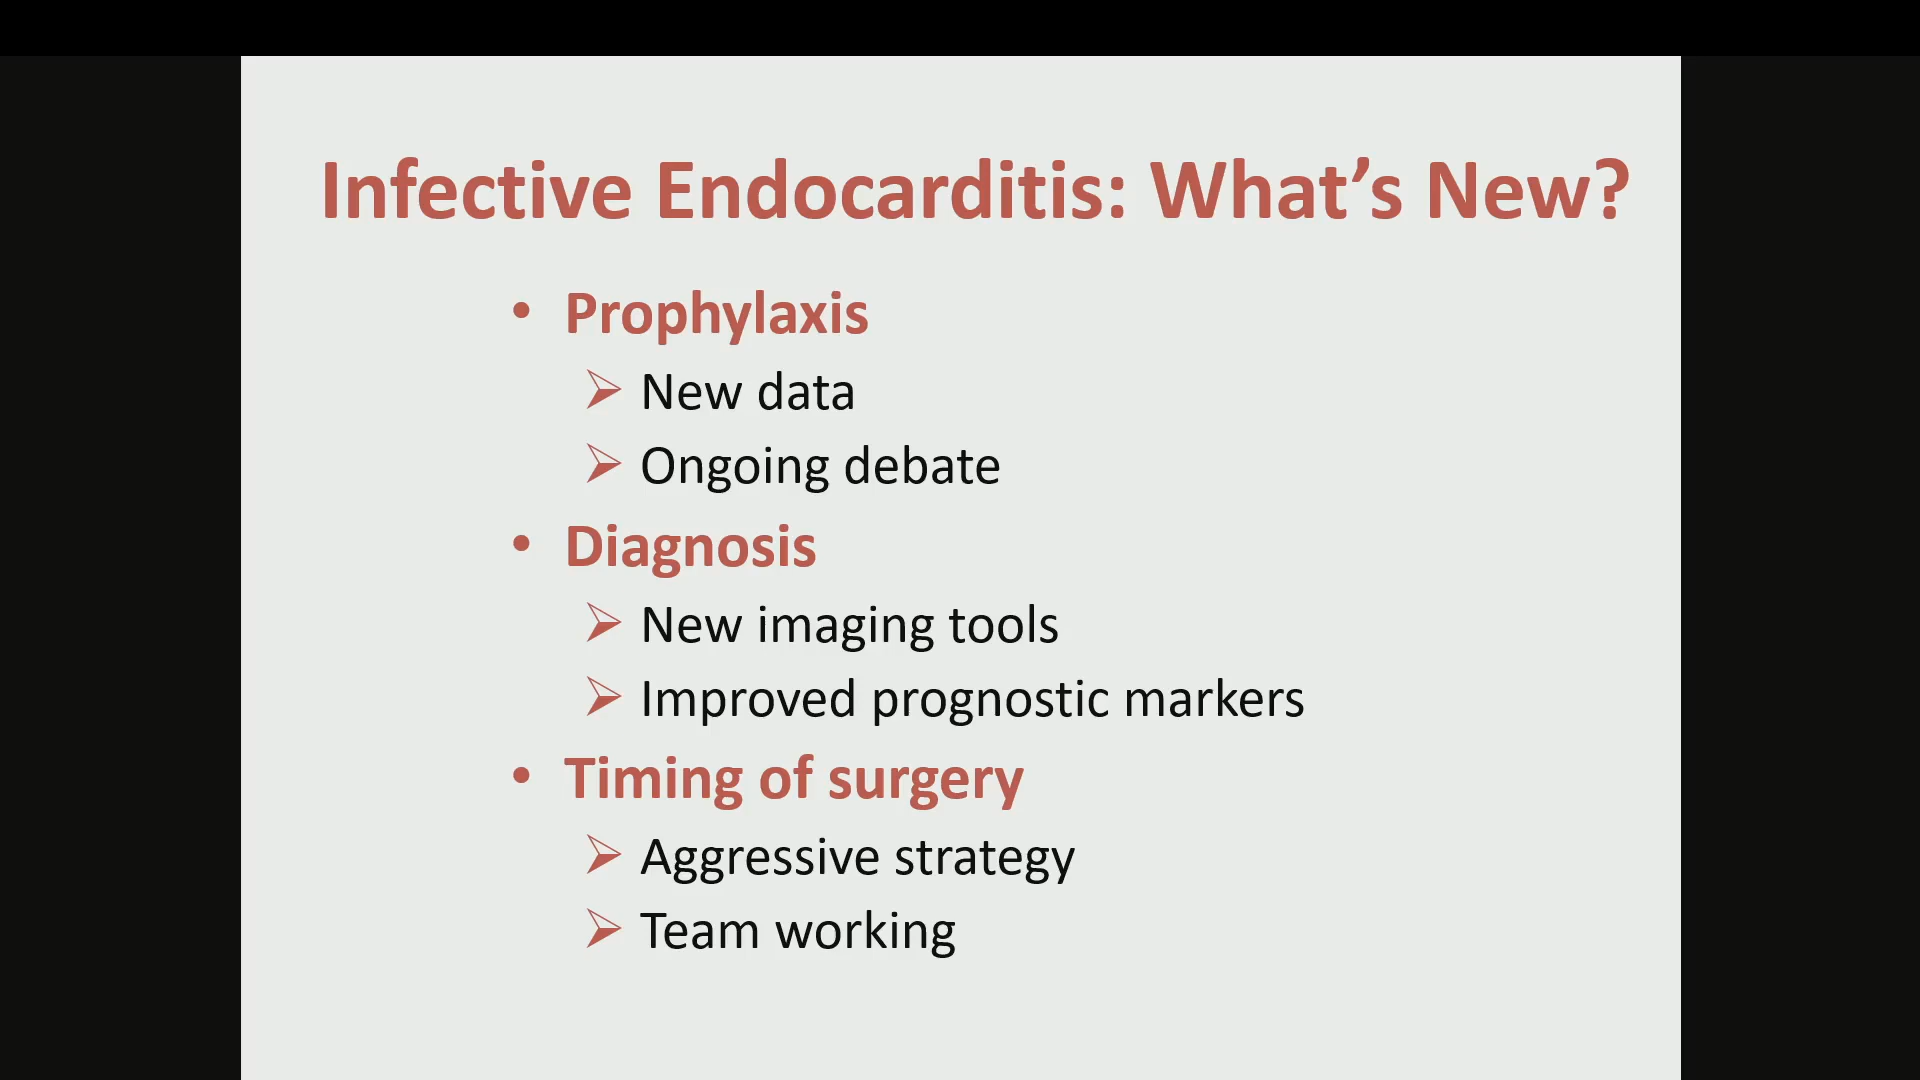 Infective Endocarditis: What’s New?
• Prophylaxis
➢ New data
➢ Ongoing debate
• Diagnosis
➢ New imaging tools
➢ Improved prognostic markers
• Timing of surgery
➢ Aggressive strategy
➢ Team working